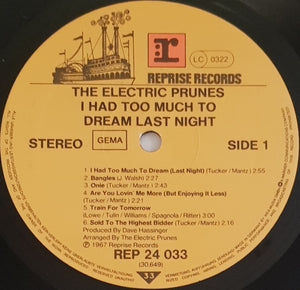 r
LC 0322
REPRISE RECORDS
THE ELECTRIC PRUNES
I HAD TOO MUCH TO
DREAM LAST NIGHT
STEREO GEMA SIDE 1
1. I Had Too Much To Dream (Last Night) (Tucker / Mantz) 2:55
2. Bangles (J. Walsh) 2:27
3. Onie (Tucker / Mantz) 2:43
4. Are You Lovin' Me More (But Enjoying It Less)
(Tucker / Mantz) 2:21
5. Train For Tomorrow
(Lowe / Tulin / Williams / Spagnola / Ritter) 3:00
6. Sold To The Highest Bidder (Tucker / Mantz) 2:16
Produced by Dave Hassinger
Arranged By The Electric Prunes
℗ 1967 Reprise Records
REP 24 033
(30.649)
33